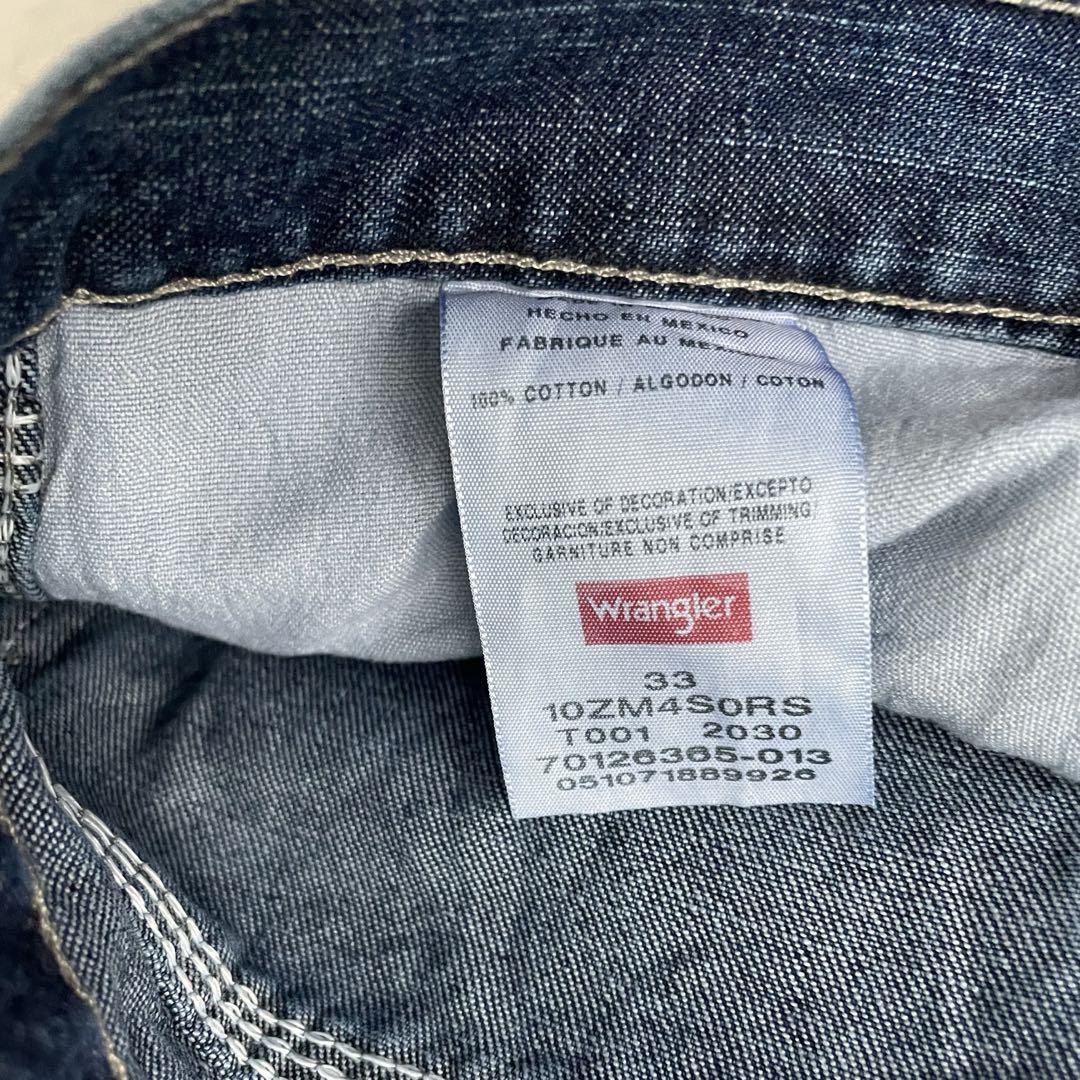 HECHO EN MEXICO
FABRIQUE AU
100% COTTON / ALGODON / COTON
EXCLUSIVE OF DECORATION/EXCEPTO
DECORACION/EXCLUSIVE OF TRIMMING/
GARNITURE NON COMPRISE
Wrangler
33
10ZM4S0RS
T001 2030
70126365-013
051071889926